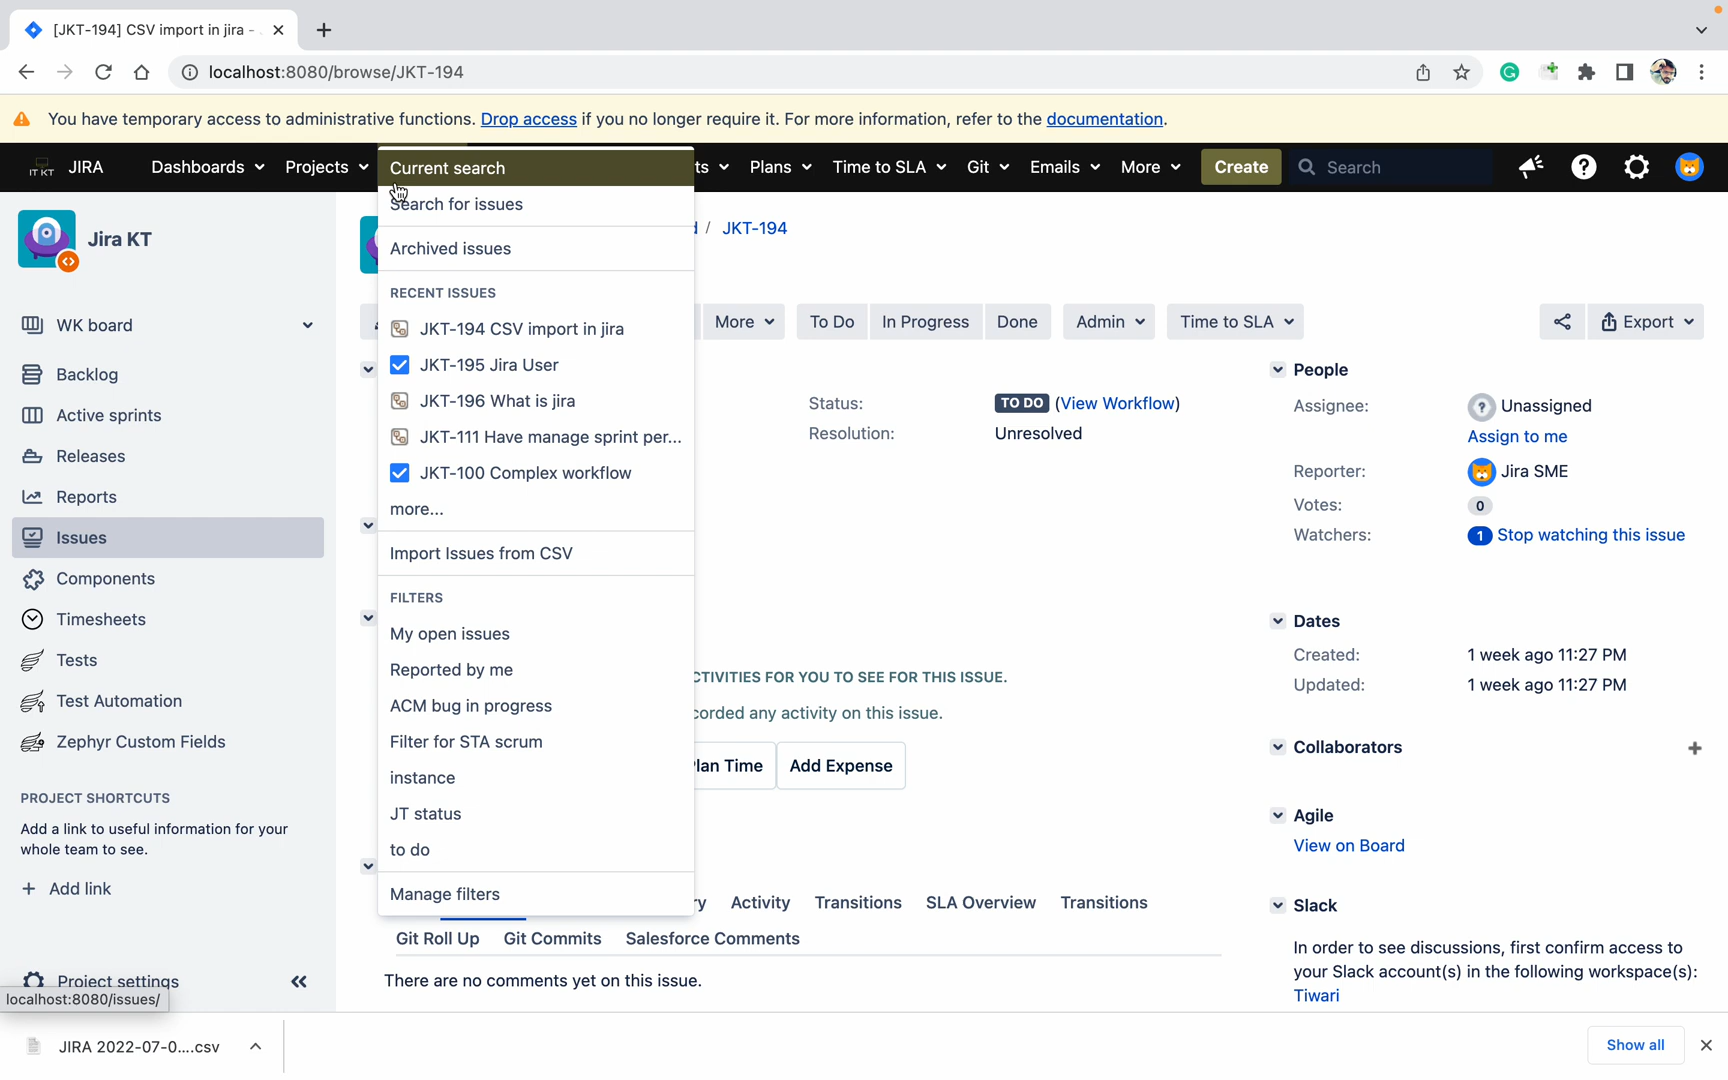 [JKT-194] CSV import in jira -
localhost:8080/browse/JKT-194
You have temporary access to administrative functions. Drop access if you no longer require it. For more information, refer to the documentation.
IT KT JIRA Dashboards Projects Current search ts Plans Time to SLA Git Emails More Create Search
Search for issues
Jira KT
JKT-194
Archived issues
RECENT ISSUES
JKT-194 CSV import in jira
JKT-195 Jira User
JKT-196 What is jira
JKT-111 Have manage sprint per...
JKT-100 Complex workflow
more...
Import Issues from CSV
FILTERS
My open issues
Reported by me
ACM bug in progress
Filter for STA scrum
instance
JT status
to do
Manage filters
WK board
Backlog
Active sprints
Releases
Reports
Issues
Components
Timesheets
Tests
Test Automation
Zephyr Custom Fields
PROJECT SHORTCUTS
Add a link to useful information for your
whole team to see.
+ Add link
Project settings
localhost:8080/issues/
More To Do In Progress Done Admin Time to SLA Export
Status: TO DO (View Workflow)
Resolution: Unresolved
CTIVITIES FOR YOU TO SEE FOR THIS ISSUE.
corded any activity on this issue.
lan Time Add Expense
ry Activity Transitions SLA Overview Transitions
Git Roll Up Git Commits Salesforce Comments
There are no comments yet on this issue.
People
Assignee: Unassigned
Assign to me
Reporter: Jira SME
Votes: 0
Watchers: 1 Stop watching this issue
Dates
Created: 1 week ago 11:27 PM
Updated: 1 week ago 11:27 PM
Collaborators
Agile
View on Board
Slack
In order to see discussions, first confirm access to
your Slack account(s) in the following workspace(s):
Tiwari
JIRA 2022-07-0....csv
Show all